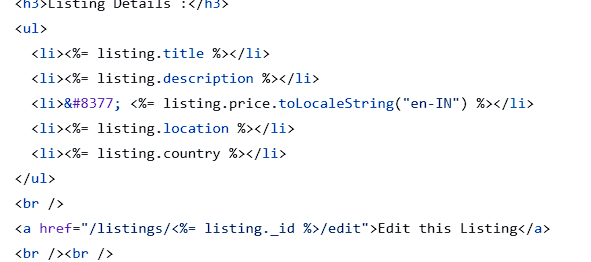 <h3>Listing Details :</h3>
<ul>
<li><%= listing.title %></li>
<li><%= listing.description %></li>
<li>&#8377; <%= listing.price.toLocaleString("en-IN") %></li>
<li><%= listing.location %></li>
<li><%= listing.country %></li>
</ul>
<br />
<a href="/listings/<%= listing._id %>/edit">Edit this Listing</a>
<br /><br />